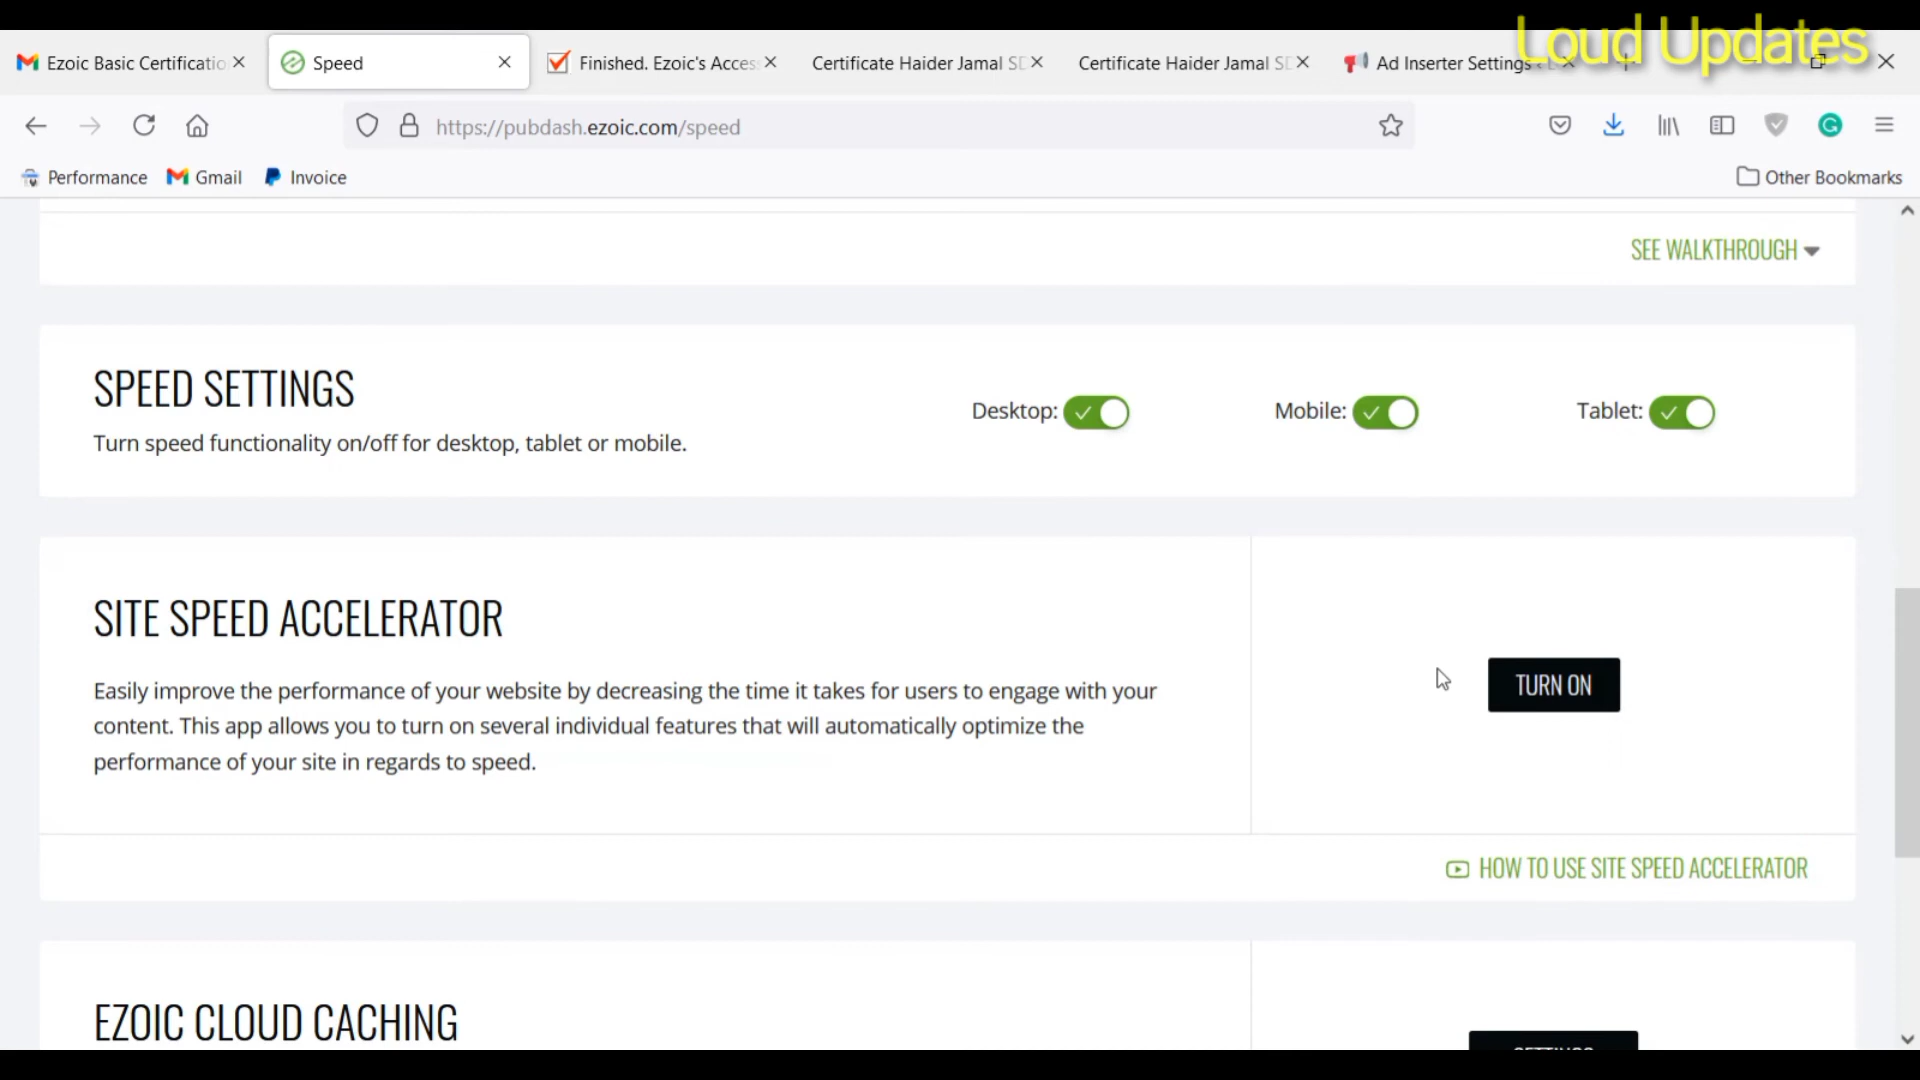 Loud Updates
Ezoic Basic Certificatio
Speed
Finished. Ezoic's Acces
Certificate Haider Jamal SD
Certificate Haider Jamal SD
Ad Inserter Settings
https://pubdash.ezoic.com/speed
Performance
Gmail
Invoice
Other Bookmarks
SEE WALKTHROUGH
SPEED SETTINGS
Turn speed functionality on/off for desktop, tablet or mobile.
Desktop:
Mobile:
Tablet:
SITE SPEED ACCELERATOR
Easily improve the performance of your website by decreasing the time it takes for users to engage with your
content. This app allows you to turn on several individual features that will automatically optimize the
performance of your site in regards to speed.
TURN ON
HOW TO USE SITE SPEED ACCELERATOR
EZOIC CLOUD CACHING